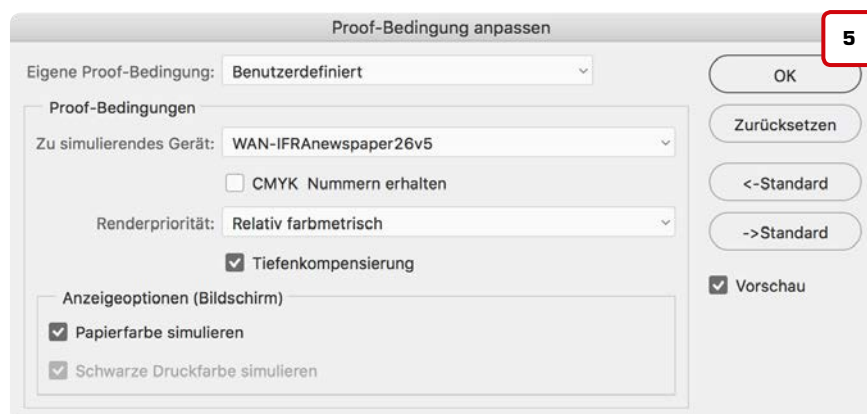 Proof-Bedingung anpassen
5
Eigene Proof-Bedingung: Benutzerdefiniert
OK
Proof-Bedingungen
Zurücksetzen
Zu simulierendes Gerät: WAN-IFRAnewspaper26v5
CMYK Nummern erhalten
<-Standard
Renderpriorität: Relativ farbmetrisch
->Standard
Tiefenkompensierung
Vorschau
Anzeigeoptionen (Bildschirm)
Papierfarbe simulieren
Schwarze Druckfarbe simulieren